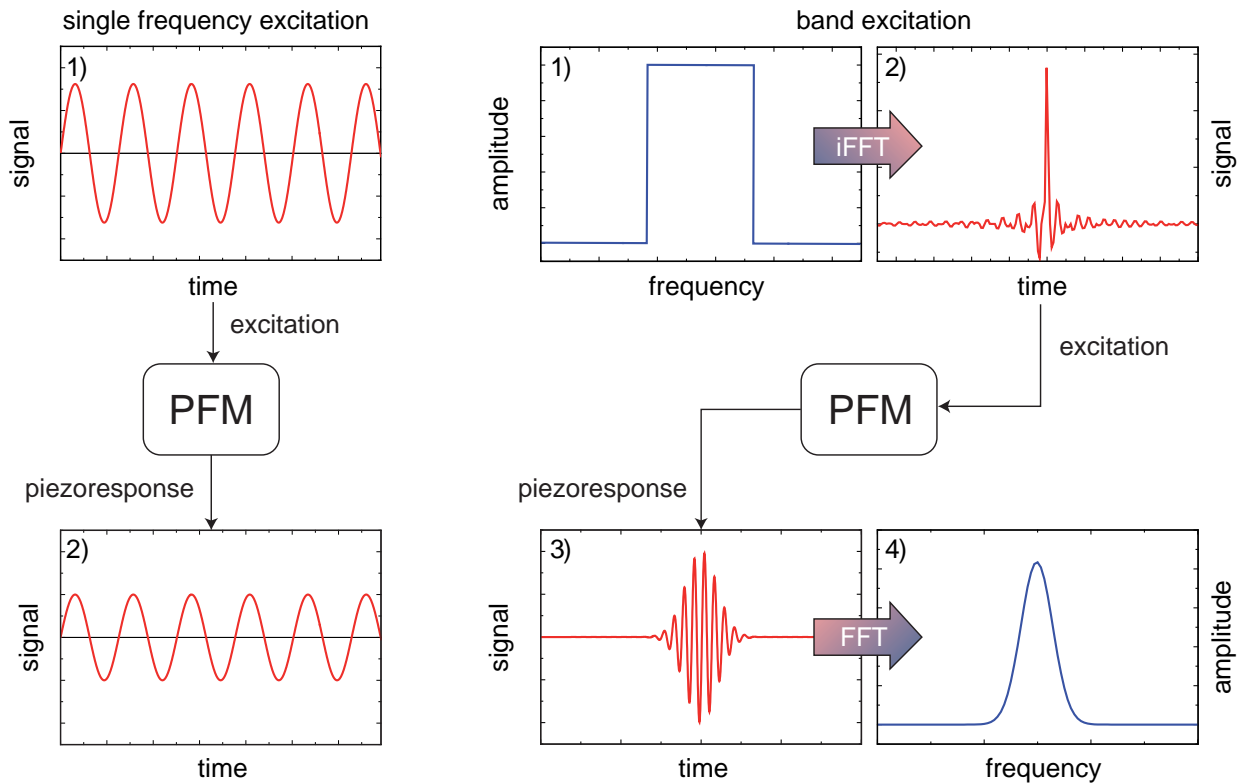 single frequency excitation
1)
signal
time
excitation
PFM
piezoresponse
2)
signal
time
band excitation
1)
amplitude
frequency
iFFT
2)
signal
time
excitation
PFM
piezoresponse
3)
signal
time
FFT
4)
amplitude
frequency